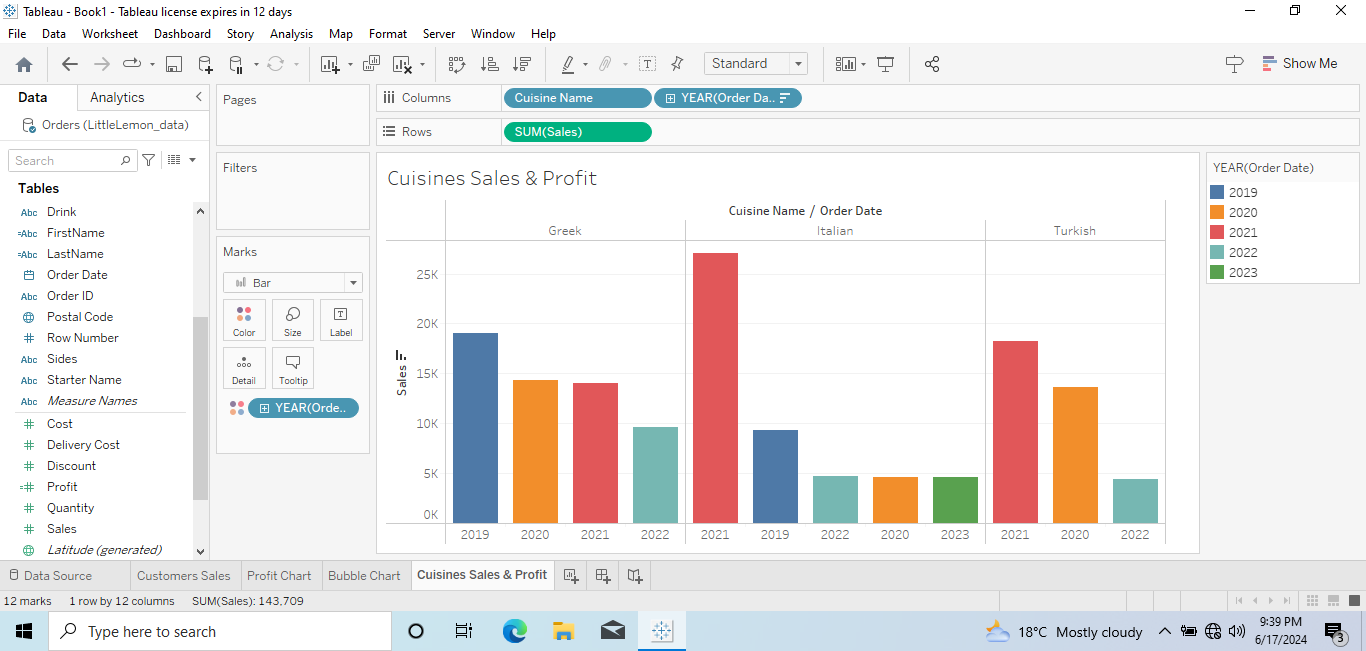 Tableau - Book1 - Tableau license expires in 12 days
File Data Worksheet Dashboard Story Analysis Map Format Server Window Help
Standard
Show Me
Data Analytics
Orders (LittleLemon_data)
Search
Tables
Abc Drink
=Abc FirstName
=Abc LastName
Order Date
Abc Order ID
Postal Code
# Row Number
Abc Sides
Abc Starter Name
Abc Measure Names
# Cost
# Delivery Cost
# Discount
=# Profit
# Quantity
# Sales
Latitude (generated)
Pages
Filters
Marks
Bar
Color Size Label
Detail Tooltip
YEAR(Orde..
Columns Cuisine Name YEAR(Order Da..
Rows SUM(Sales)
Cuisines Sales & Profit
Cuisine Name / Order Date
Greek Italian Turkish
Sales
25K
20K
15K
10K
5K
0K
2019 2020 2021 2022 2021 2019 2022 2020 2023 2021 2020 2022
YEAR(Order Date)
2019
2020
2021
2022
2023
Data Source Customers Sales Profit Chart Bubble Chart Cuisines Sales & Profit
12 marks 1 row by 12 columns SUM(Sales): 143,709
Type here to search
18°C Mostly cloudy
9:39 PM
6/17/2024
3